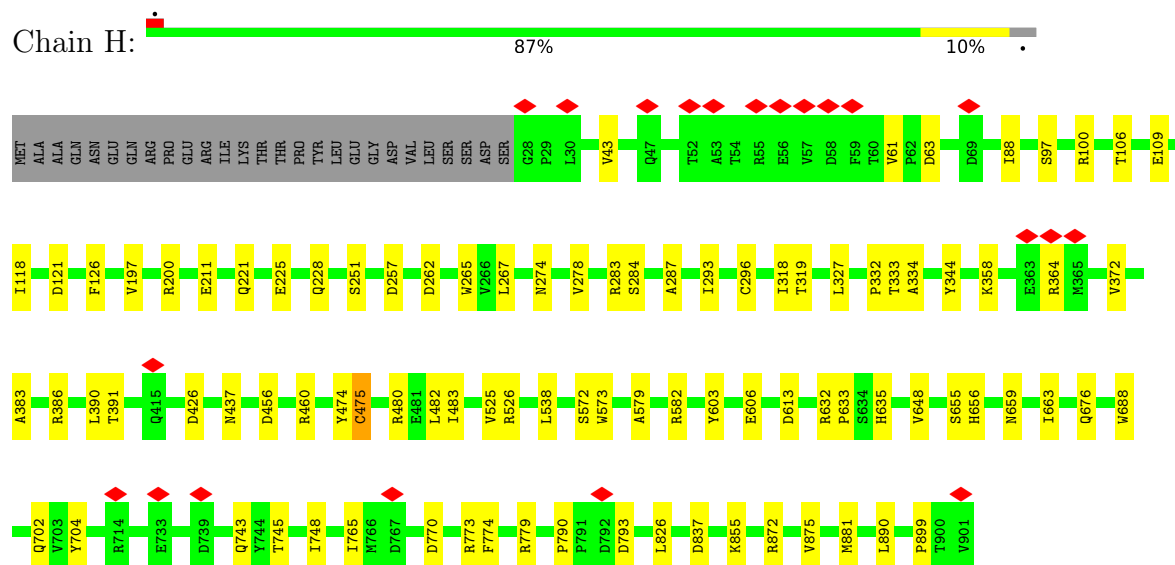 Chain H:
87%
10%
MET ALA ALA GLN ASN GLU GLU GLN ARG PRO GLU ARG ILE LYS THR THR PRO TYR LEU GLU GLY ASP VAL LEU SER SER ASP SER G28 P29 L30 V43 Q47 T52 A53 T54 R55 E56 V57 D58 F59 T60 V61 P62 D63 D69 I88 S97 R100 T106 E109
I118 D121 F126 V197 R200 E211 Q221 E225 Q228 S251 D257 D262 W265 V266 L267 N274 V278 R283 S284 A287 I293 C296 I318 T319 L327 P332 T333 A334 Y344 K358 E363 R364 M365 V372
A383 R386 L390 T391 Q415 D426 N437 D456 R460 Y474 C475 R480 E481 L482 I483 V525 R526 L538 S572 W573 A579 R582 Y603 E606 D613 R632 P633 S634 H635 V648 S655 H656 N659 I663 Q676 W688
Q702 V703 Y704 R714 E733 D739 Q743 Y744 T745 I748 I765 M766 D767 D770 R773 F774 R779 P790 P791 D792 D793 L826 D837 K855 R872 V875 M881 L890 P899 T900 V901